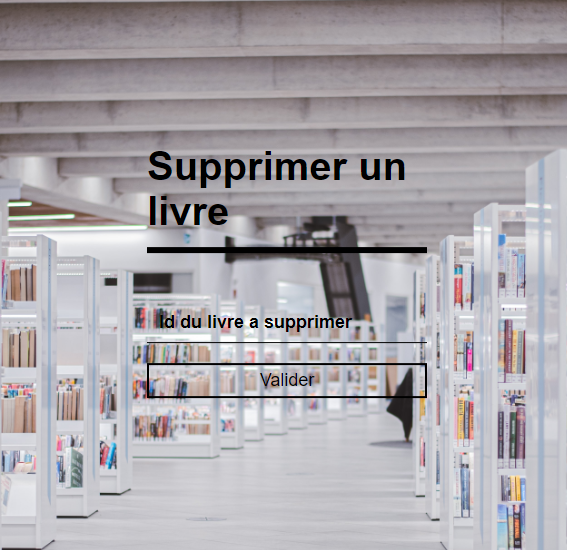 Supprimer un
livre
Id du livre a supprimer
Valider